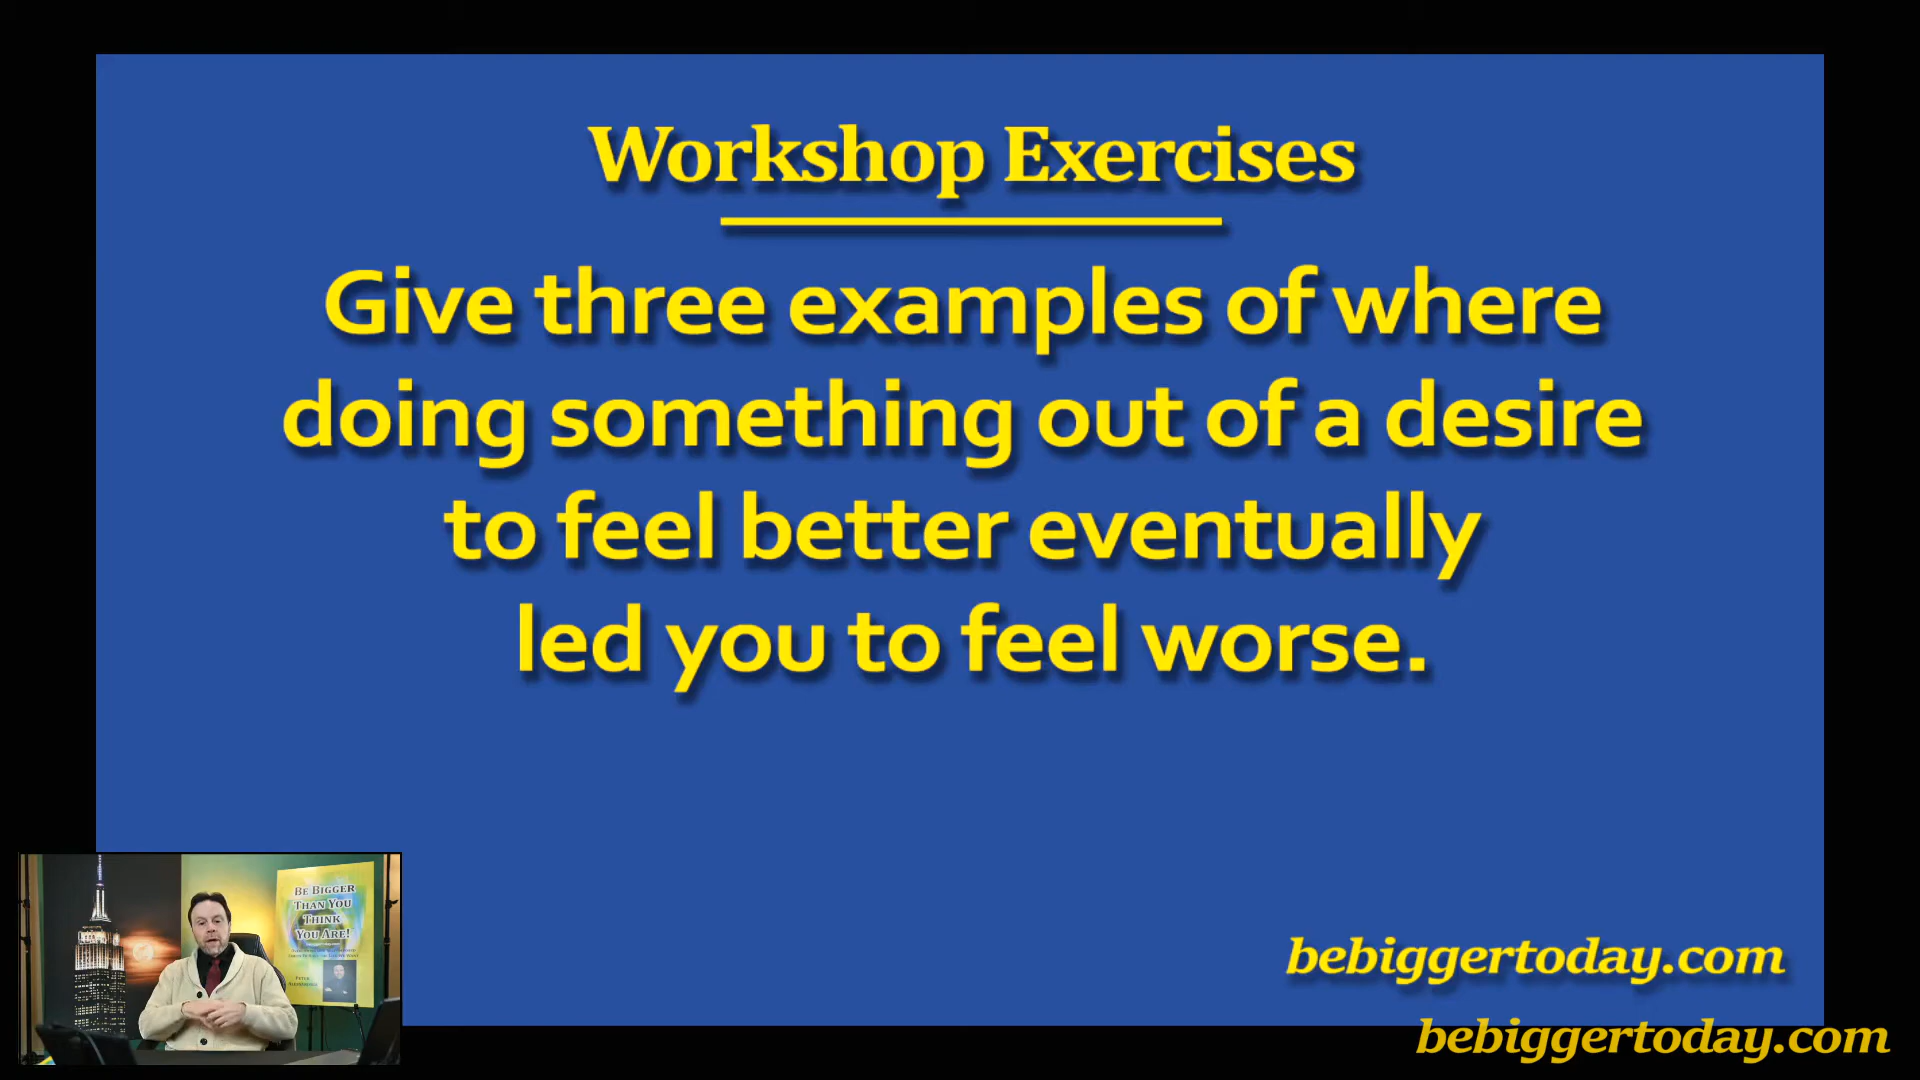 Workshop Exercises
Give three examples of where
doing something out of a desire
to feel better eventually
led you to feel worse.
BE BIGGER
THAN YOU
THINK
YOU ARE!
PETER
bebiggertoday.com
bebiggertoday.com